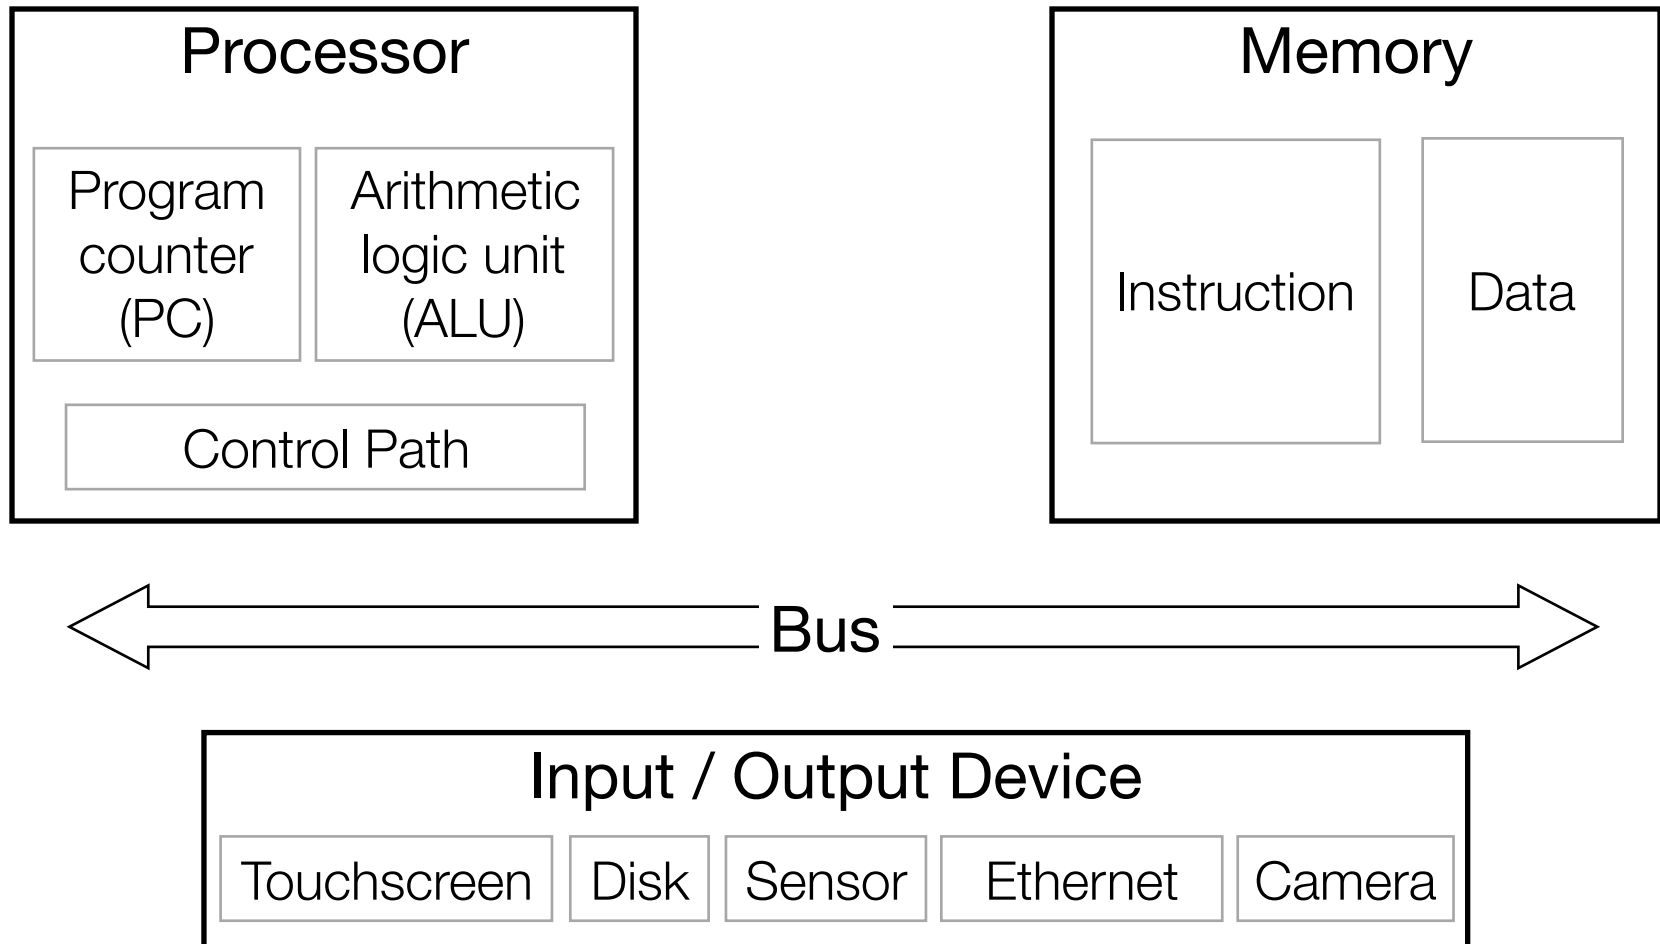 Processor
Program
counter
(PC)
Arithmetic
logic unit
(ALU)
Control Path
Memory
Instruction
Data
Bus
Input / Output Device
Touchscreen
Disk
Sensor
Ethernet
Camera